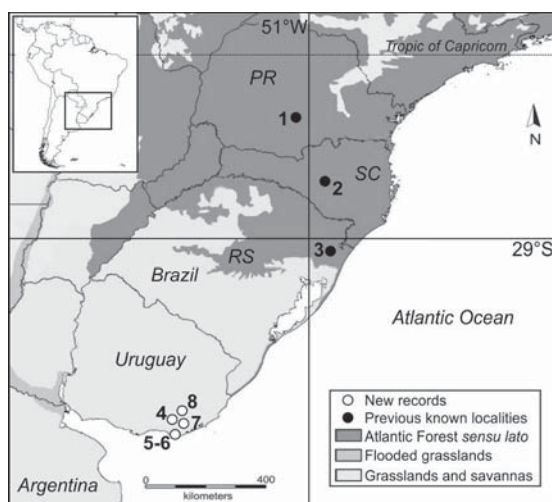 51°W
Tropic of Capricorn
PR
1
N
2
SC
3
29°S
RS
Brazil
Atlantic Ocean
Uruguay
8
4
7
5-6
Argentina
0
400
kilometers
New records
Previous known localities
Atlantic Forest sensu lato
Flooded grasslands
Grasslands and savannas